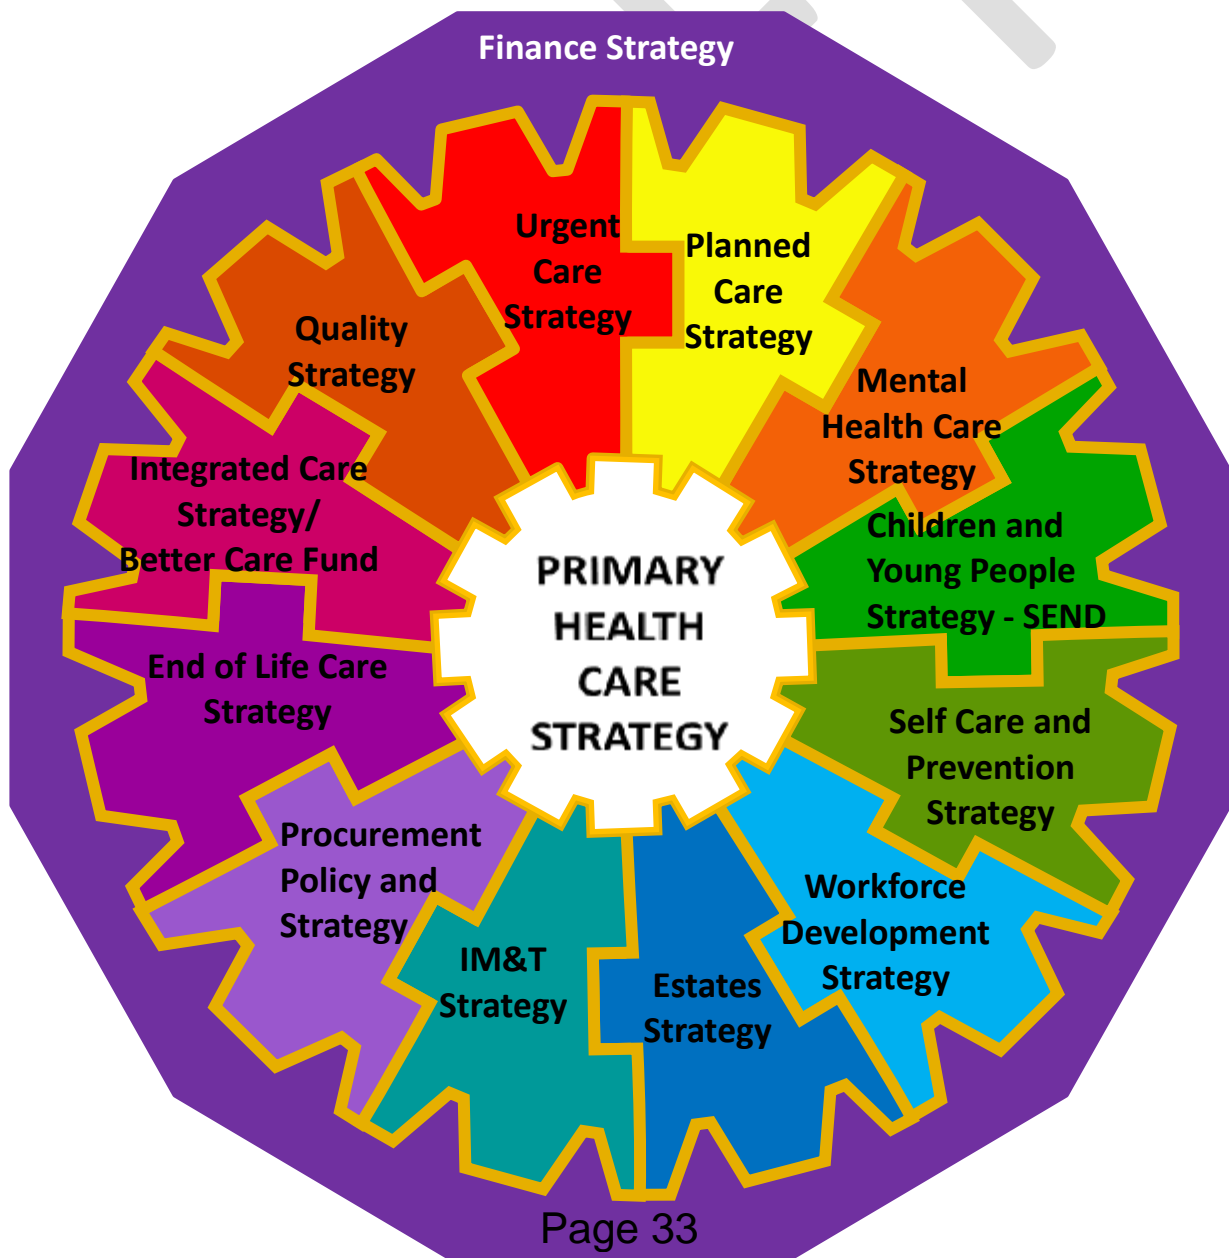 Finance Strategy
Urgent
Care
Strategy
Planned
Care
Strategy
Mental
Health Care
Strategy
Children and
Young People
Strategy - SEND
Self Care and
Prevention
Strategy
Workforce
Development
Strategy
Estates
Strategy
IM&T
Strategy
Procurement
Policy and
Strategy
End of Life Care
Strategy
Integrated Care
Strategy/
Better Care Fund
Quality
Strategy
PRIMARY
HEALTH
CARE
STRATEGY
Page 33